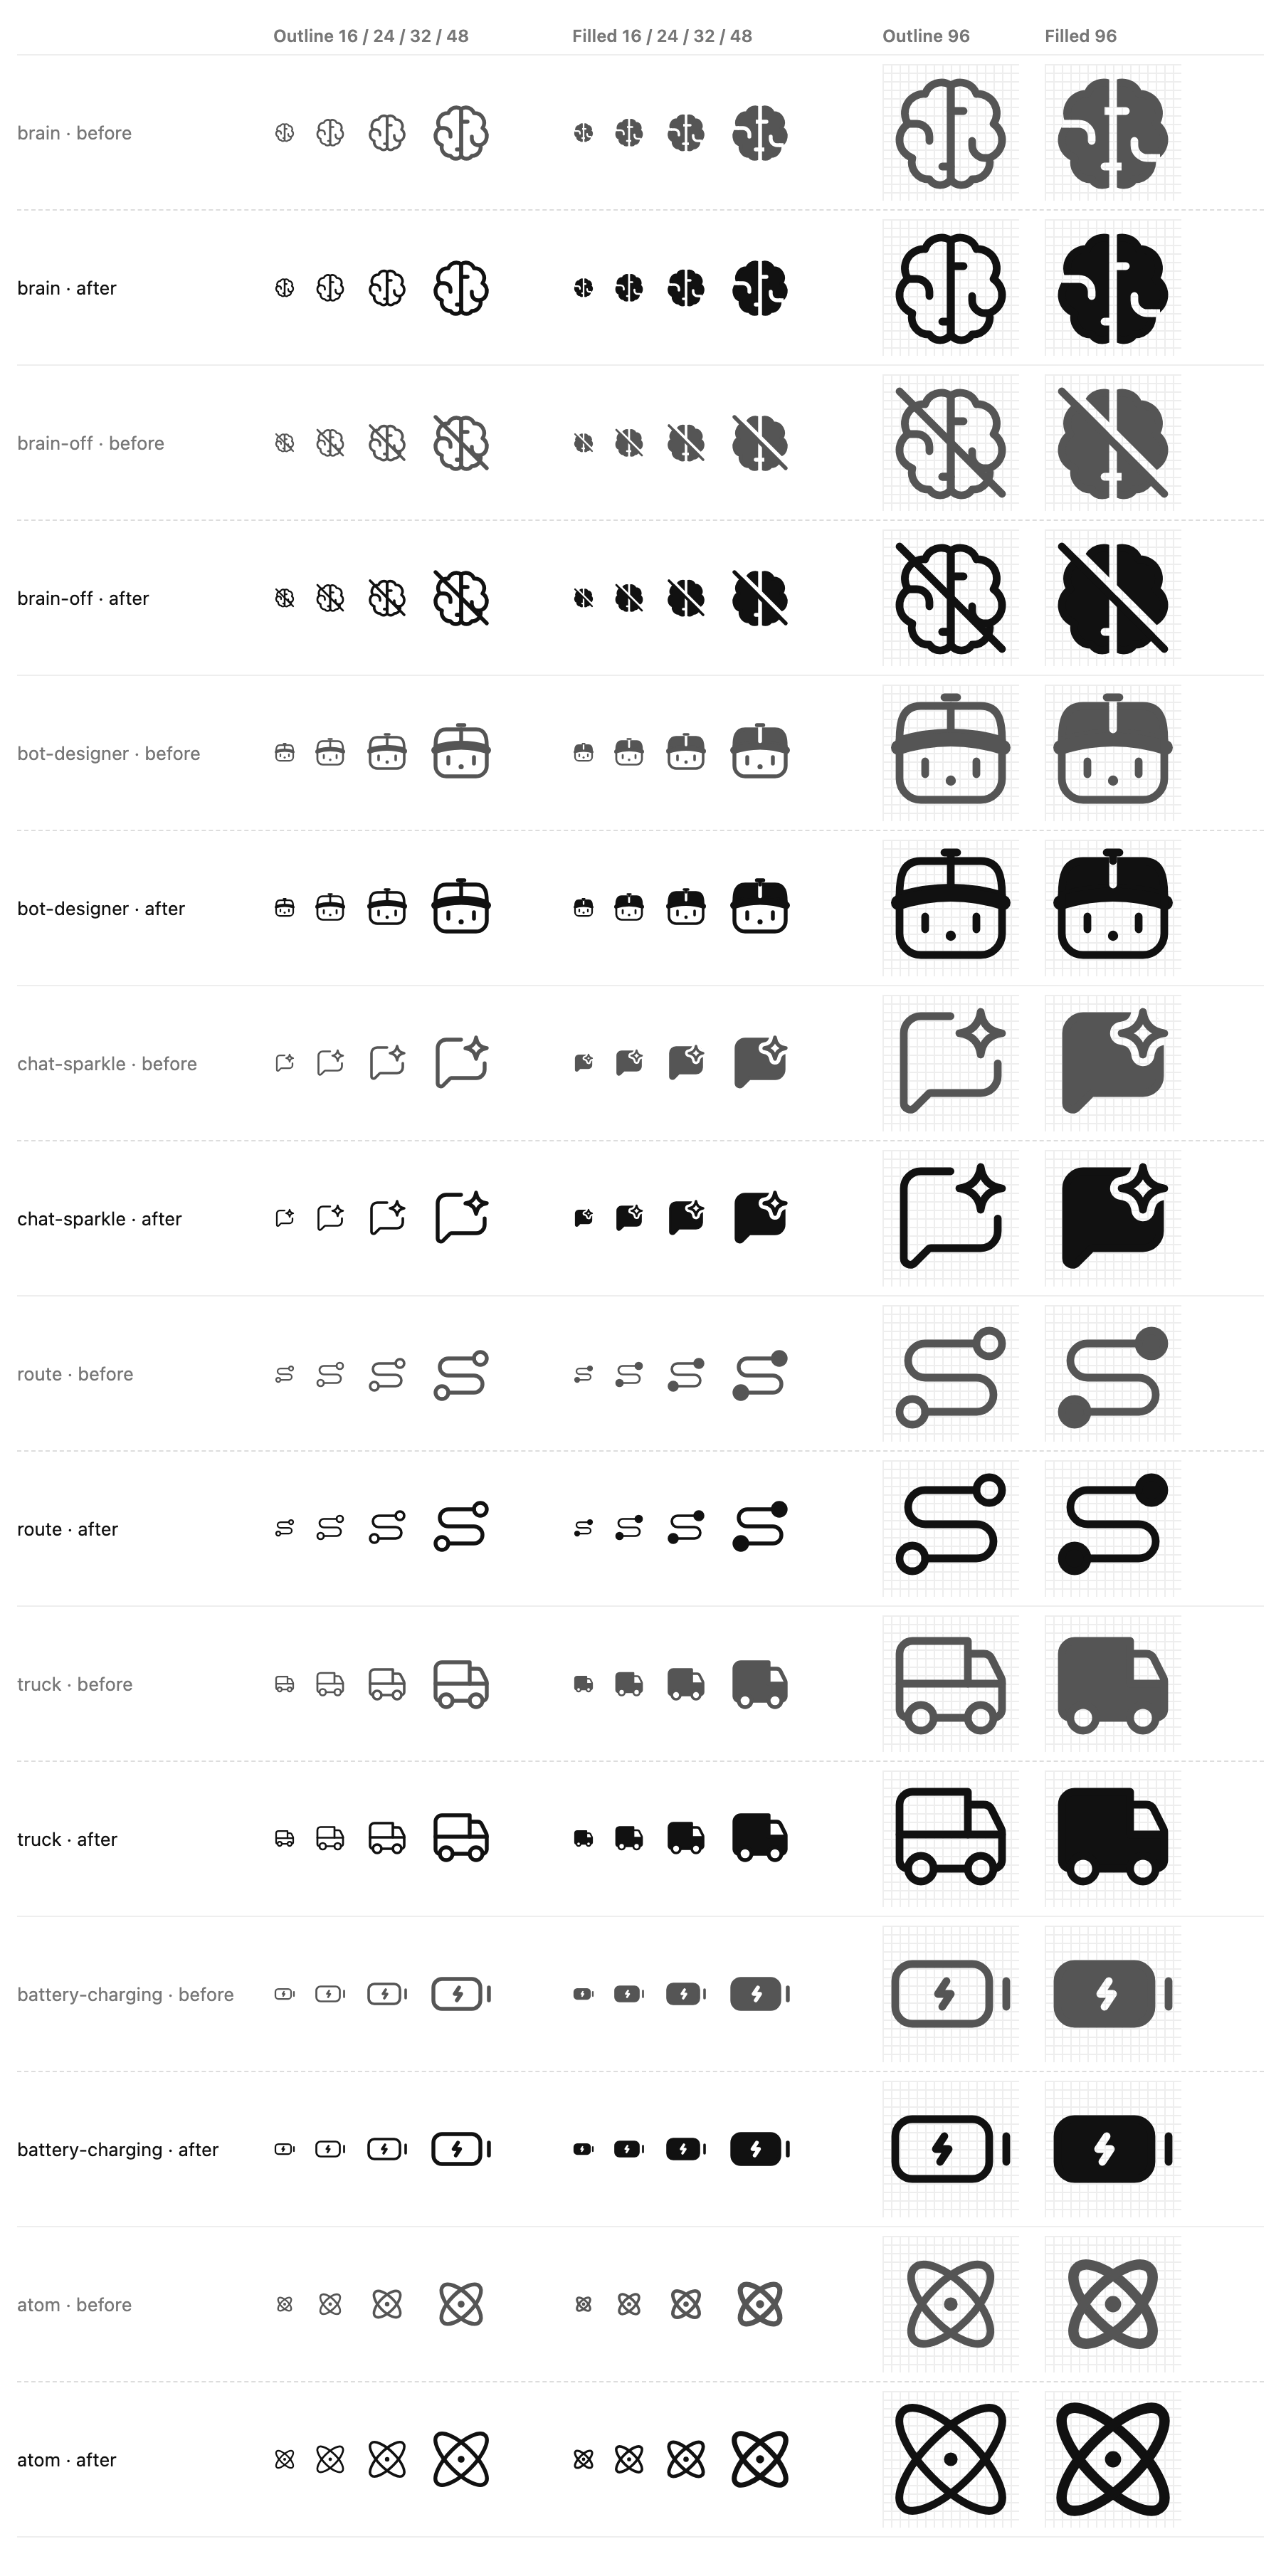 Outline 16 / 24 / 32 / 48 Filled 16 / 24 / 32 / 48 Outline 96 Filled 96
brain · before
brain · after
brain-off · before
brain-off · after
bot-designer · before
bot-designer · after
chat-sparkle · before
chat-sparkle · after
route · before
route · after
truck · before
truck · after
battery-charging · before
battery-charging · after
atom · before
atom · after